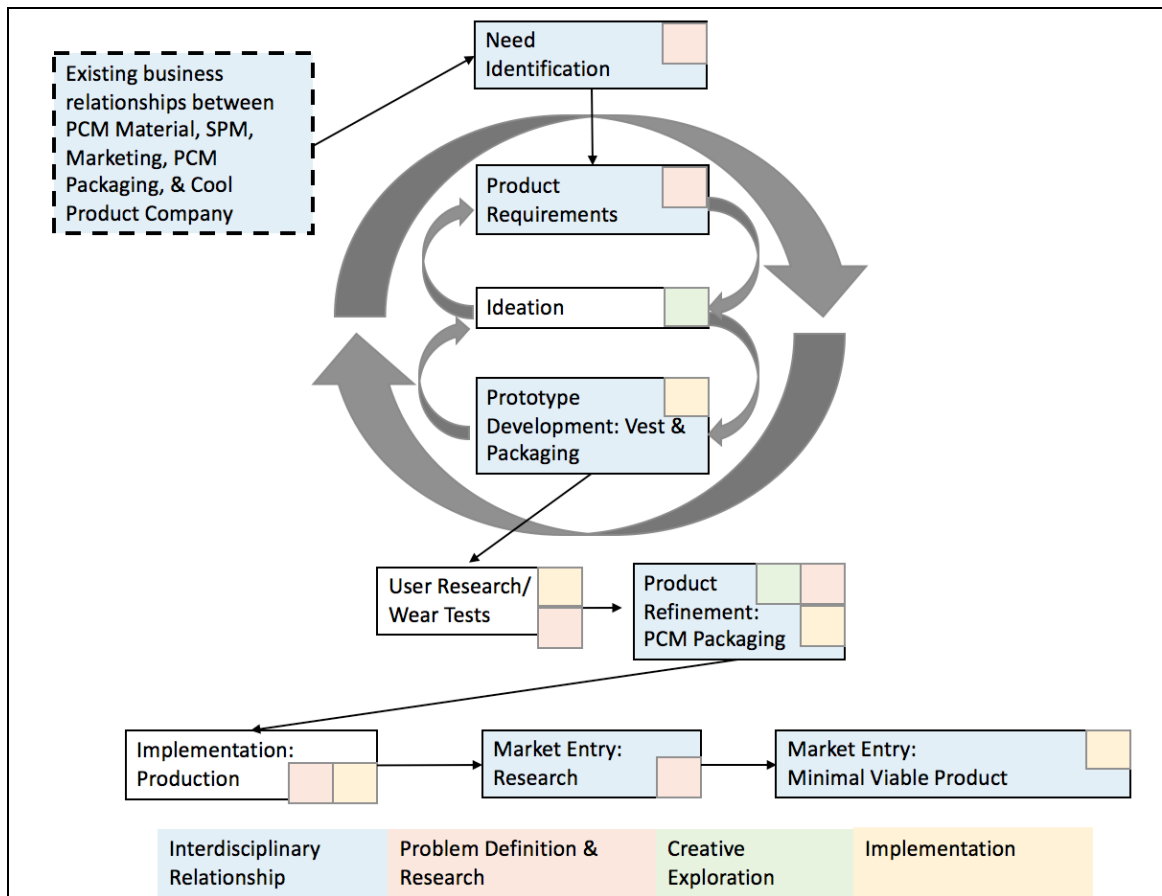 Existing business
relationships between
PCM Material, SPM,
Marketing, PCM
Packaging, & Cool
Product Company
Need
Identification
Product
Requirements
Ideation
Prototype
Development: Vest &
Packaging
User Research/
Wear Tests
Product
Refinement:
PCM Packaging
Implementation:
Production
Market Entry:
Research
Market Entry:
Minimal Viable Product
Interdisciplinary
Relationship
Problem Definition &
Research
Creative
Exploration
Implementation